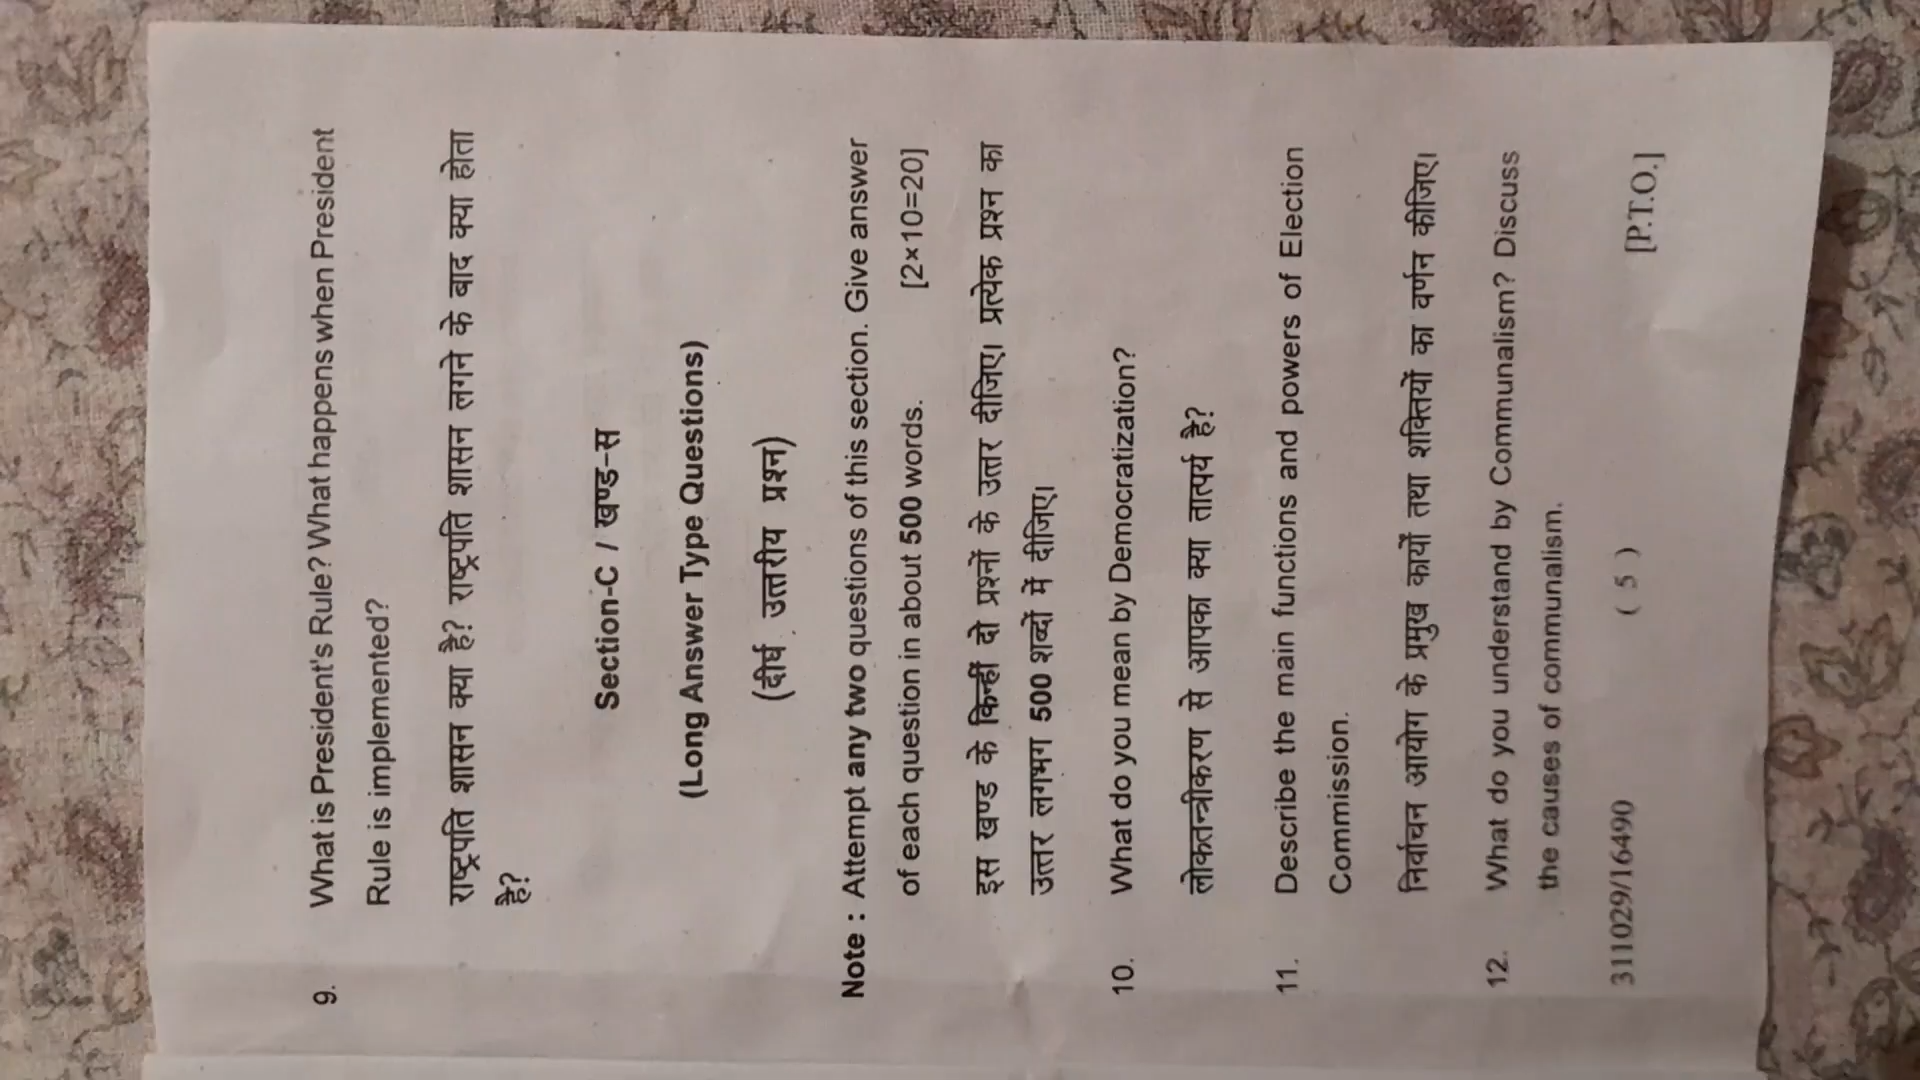 9. What is President's Rule? What happens when President
Rule is implemented?
राष्ट्रपति शासन क्या है? राष्ट्रपति शासन लगने के बाद क्या होता
है?
Section-C / खण्ड-स
(Long Answer Type Questions)
(दीर्घ उत्तरीय प्रश्न)
Note : Attempt any two questions of this section. Give answer
of each question in about 500 words. [2×10=20]
इस खण्ड के किन्हीं दो प्रश्नों के उत्तर दीजिए। प्रत्येक प्रश्न का
उत्तर लगभग 500 शब्दों में दीजिए।
10. What do you mean by Democratization?
लोकतन्त्रीकरण से आपका क्या तात्पर्य है?
11. Describe the main functions and powers of Election
Commission.
निर्वाचन आयोग के प्रमुख कार्यों तथा शक्तियों का वर्णन कीजिए।
12. What do you understand by Communalism? Discuss
the causes of communalism.
311029/16490 ( 5 ) [P.T.O.]